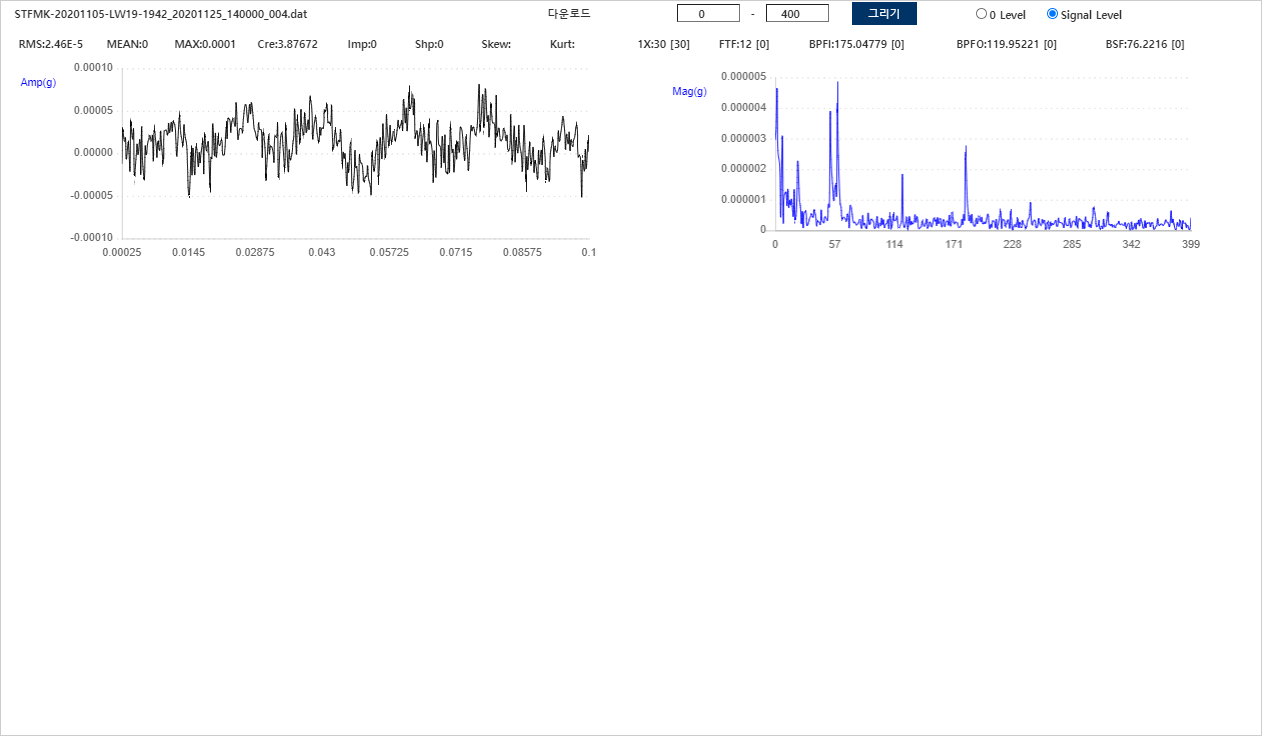 STFMK-20201105-LW19-1942_20201125_140000_004.dat 다운로드 0 - 400 그리기 0 Level Signal Level
RMS:2.46E-5 MEAN:0 MAX:0.0001 Cre:3.87672 Imp:0 Shp:0 Skew: Kurt: 1X:30 [30] FTF:12 [0] BPFI:175.04779 [0] BPFO:119.95221 [0] BSF:76.2216 [0]
Amp(g)
0.00010
0.00005
0.00000
-0.00005
-0.00010
0.00025 0.0145 0.02875 0.043 0.05725 0.0715 0.08575 0.1
Mag(g)
0.000005
0.000004
0.000003
0.000002
0.000001
0
0 57 114 171 228 285 342 399